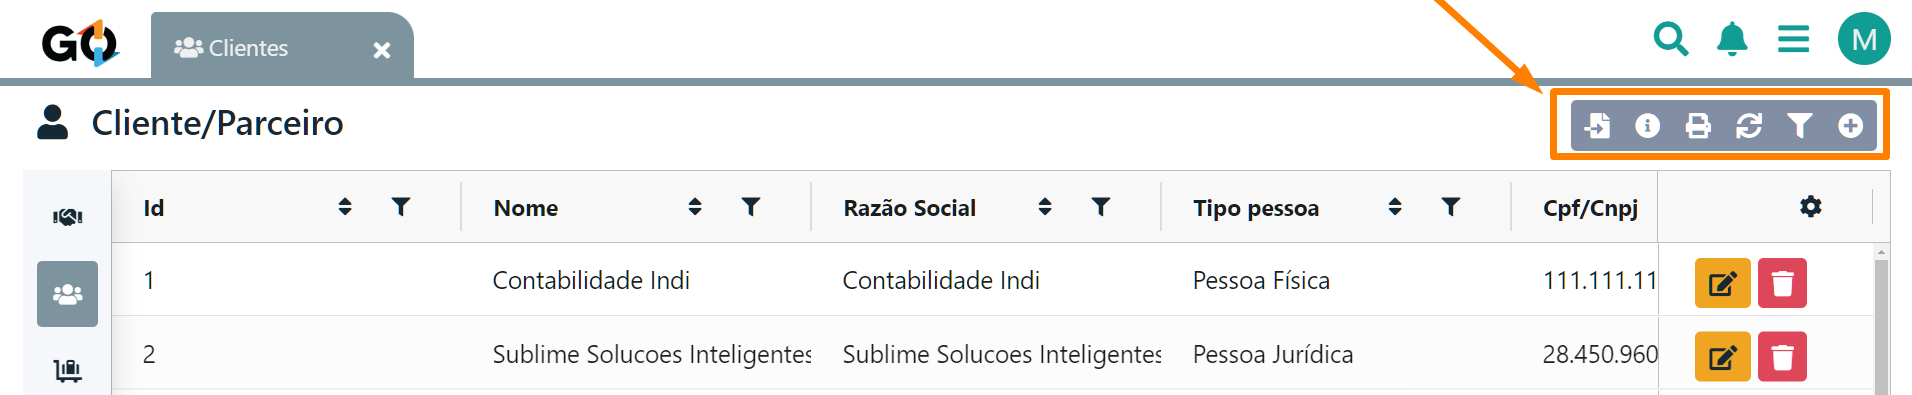 GO Clientes
M
Cliente/Parceiro
Id Nome Razão Social Tipo pessoa Cpf/Cnpj
1 Contabilidade Indi Contabilidade Indi Pessoa Física 111.111.11
2 Sublime Solucoes Inteligentes Sublime Solucoes Inteligentes Pessoa Jurídica 28.450.960